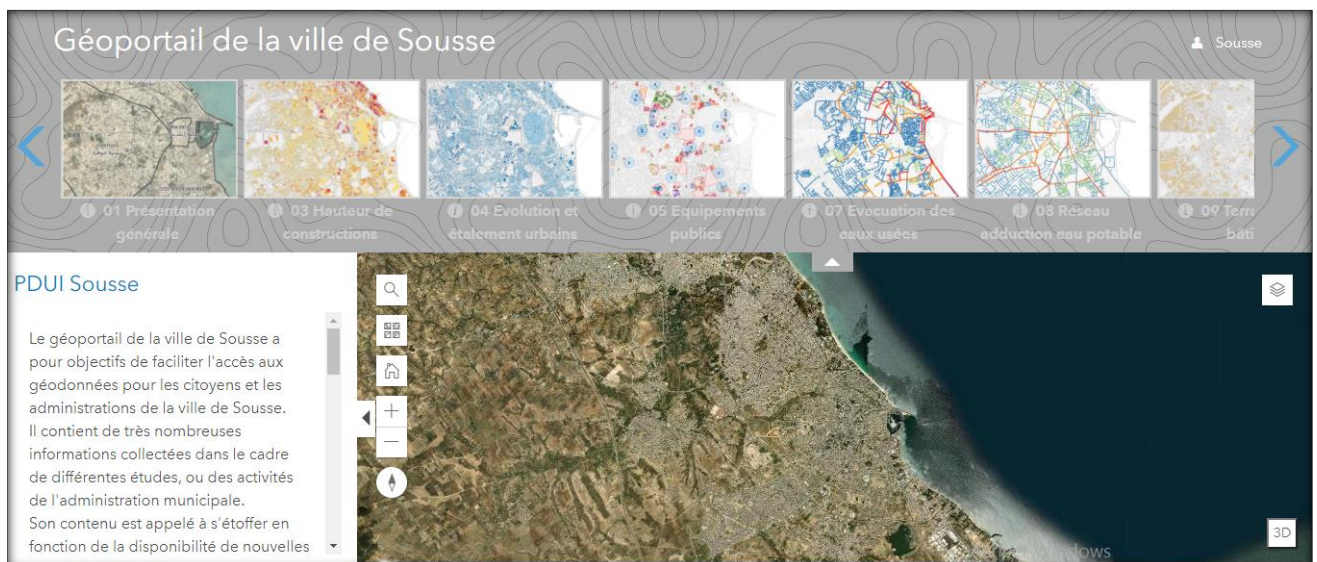 Géoportail de la ville de Sousse
Sousse
01 Présentation
générale
03 Hauteur de
constructions
04 Evolution et
étalement urbains
05 Equipements
publics
07 Evacuation des
eaux usées
08 Réseau
adduction eau potable
09 Terr
bâti
PDUI Sousse
Le géoportail de la ville de Sousse a
pour objectifs de faciliter l'accès aux
géodonnées pour les citoyens et les
administrations de la ville de Sousse.
Il contient de très nombreuses
informations collectées dans le cadre
de différentes études, ou des activités
de l'administration municipale.
Son contenu est appelé à s'étoffer en
fonction de la disponibilité de nouvelles
3D